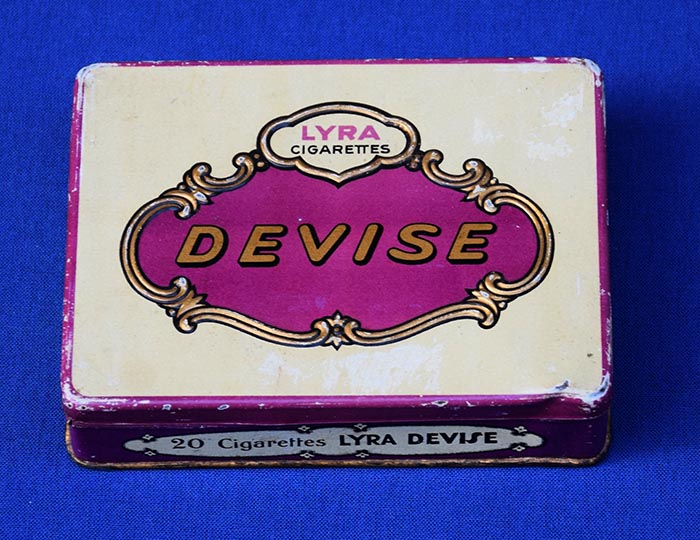 LYRA
CIGARETTES
DEVISE
20 Cigarettes LYRA DEVISE